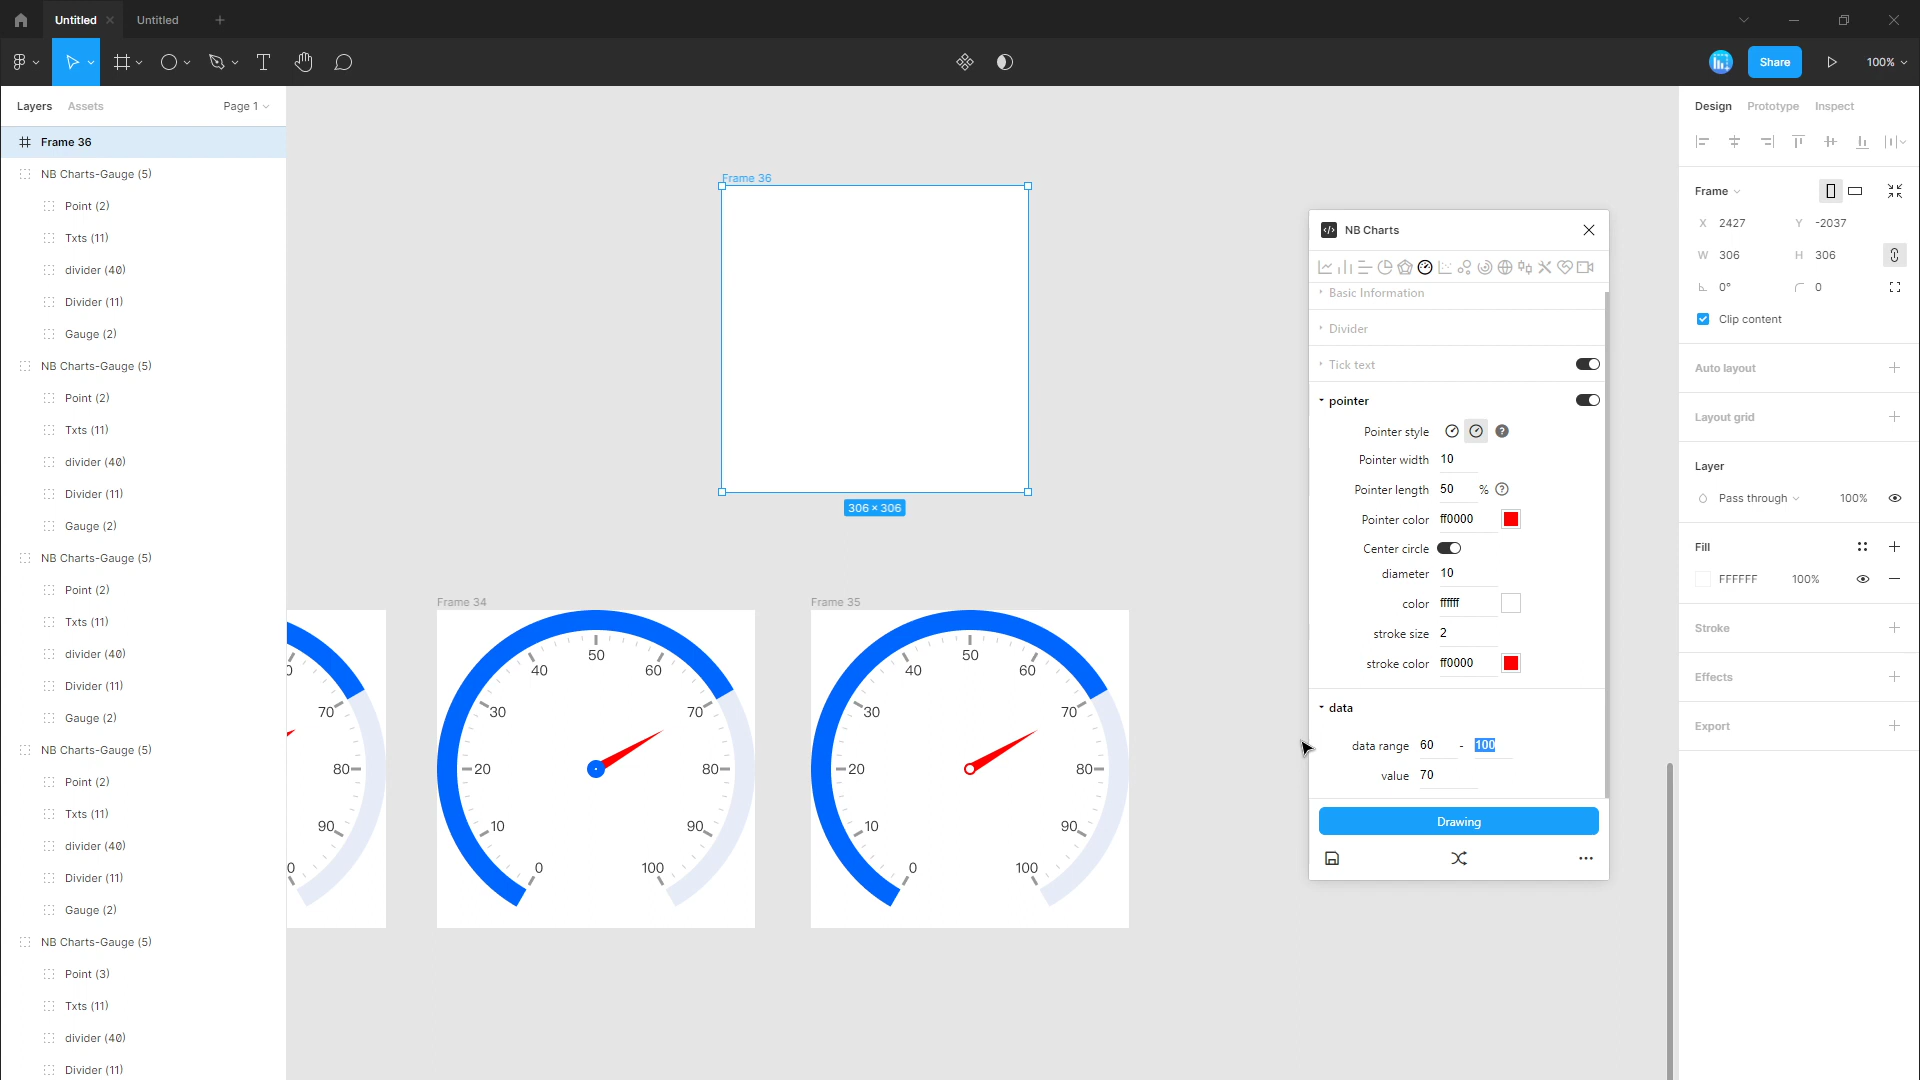 Untitled
Untitled
Share
100%
Layers
Assets
Page 1
Frame 36
NB Charts-Gauge (5)
Point (2)
Txts (11)
divider (40)
Divider (11)
Gauge (2)
NB Charts-Gauge (5)
Point (2)
Txts (11)
divider (40)
Divider (11)
Gauge (2)
NB Charts-Gauge (5)
Point (2)
Txts (11)
divider (40)
Divider (11)
Gauge (2)
NB Charts-Gauge (5)
Point (2)
Txts (11)
divider (40)
Divider (11)
Gauge (2)
NB Charts-Gauge (5)
Point (3)
Txts (11)
divider (40)
Divider (11)
Frame 36
306 × 306
70
80
90
Frame 34
0
10
20
30
40
50
60
70
80
90
100
Frame 35
0
10
20
30
40
50
60
70
80
90
100
NB Charts
Basic Information
Divider
Tick text
pointer
Pointer style
Pointer width 10
Pointer length 50 %
Pointer color ff0000
Center circle
diameter 10
color ffffff
stroke size 2
stroke color ff0000
data
data range 60 - 100
value 70
Drawing
Design
Prototype
Inspect
Frame
X 2427 Y -2037
W 306 H 306
0° 0
Clip content
Auto layout
Layout grid
Layer
Pass through 100%
Fill
FFFFFF 100%
Stroke
Effects
Export